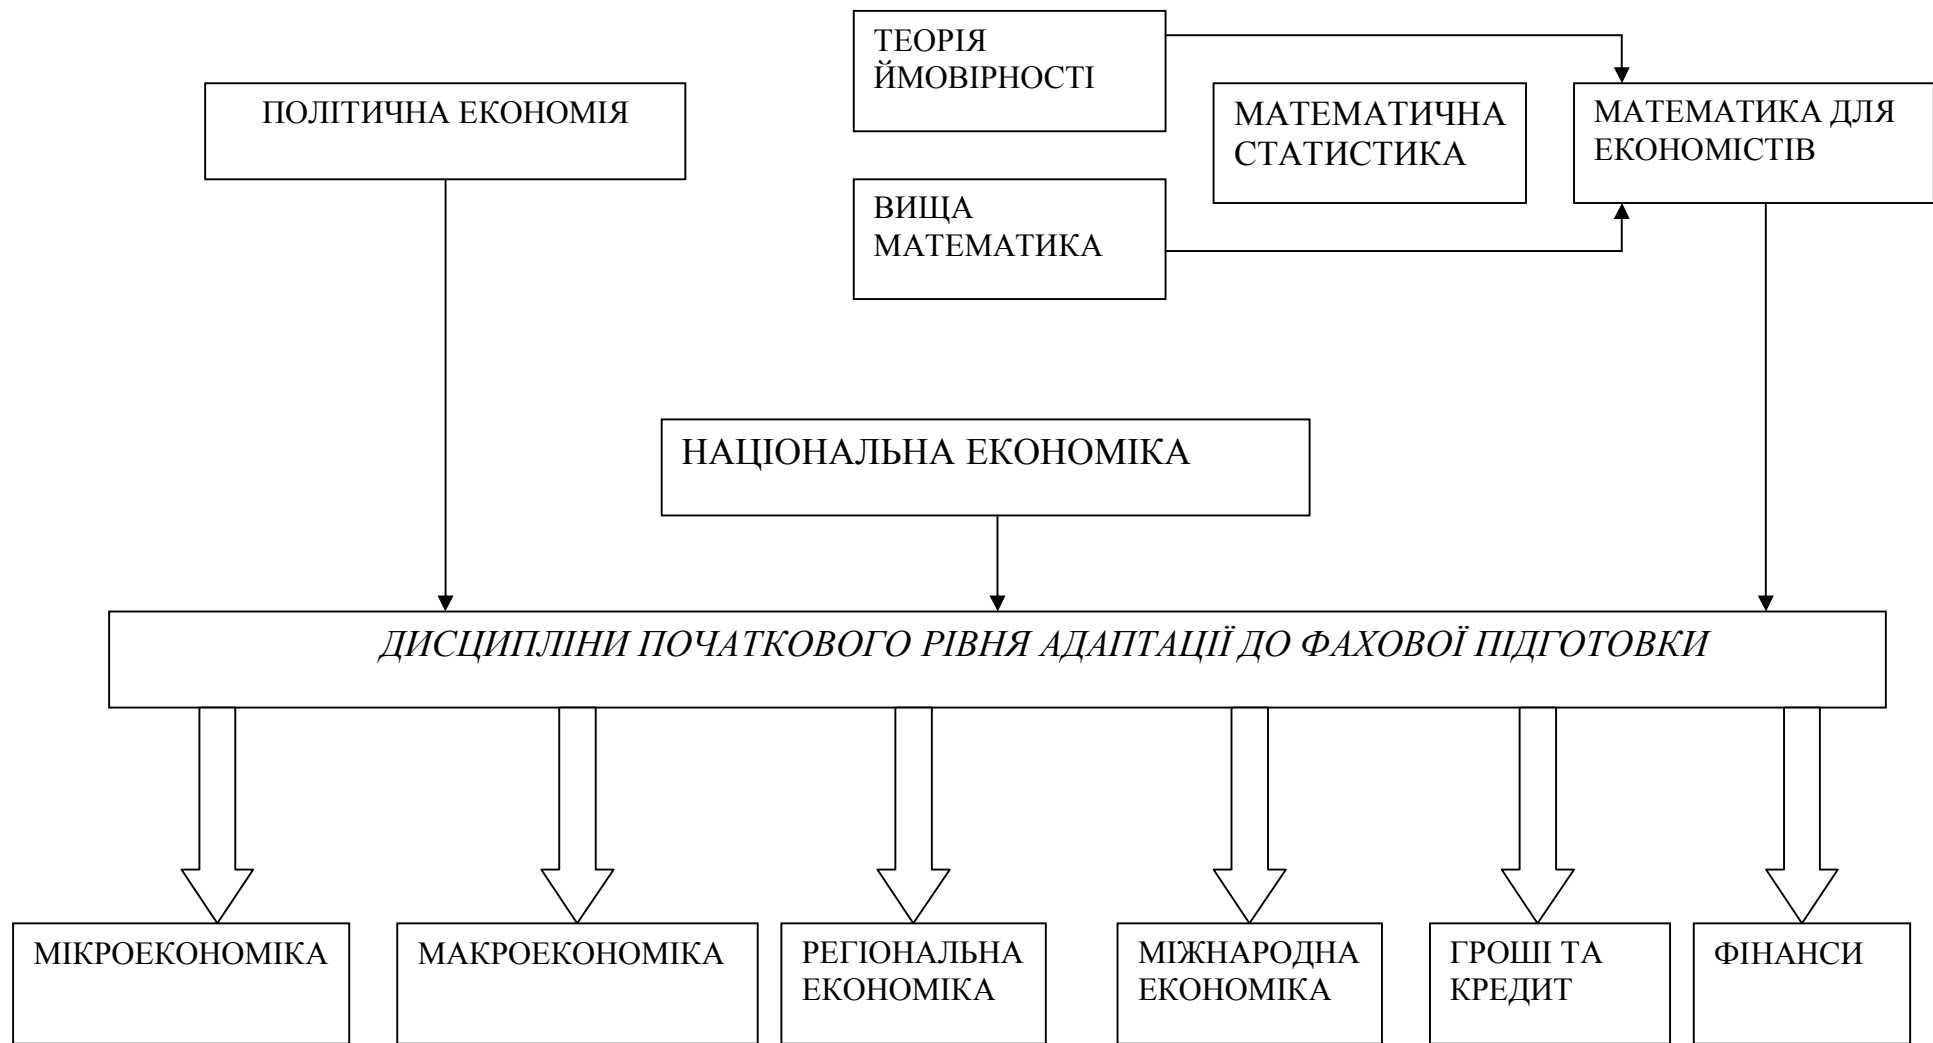 ТЕОРІЯ
ЙМОВІРНОСТІ
ПОЛІТИЧНА ЕКОНОМІЯ
МАТЕМАТИЧНА
СТАТИСТИКА
МАТЕМАТИКА ДЛЯ
ЕКОНОМІСТІВ
ВИЩА
МАТЕМАТИКА
НАЦІОНАЛЬНА ЕКОНОМІКА
ДИСЦИПЛІНИ ПОЧАТКОВОГО РІВНЯ АДАПТАЦІЇ ДО ФАХОВОЇ ПІДГОТОВКИ
МІКРОЕКОНОМІКА
МАКРОЕКОНОМІКА
РЕГІОНАЛЬНА
ЕКОНОМІКА
МІЖНАРОДНА
ЕКОНОМІКА
ГРОШІ ТА
КРЕДИТ
ФІНАНСИ